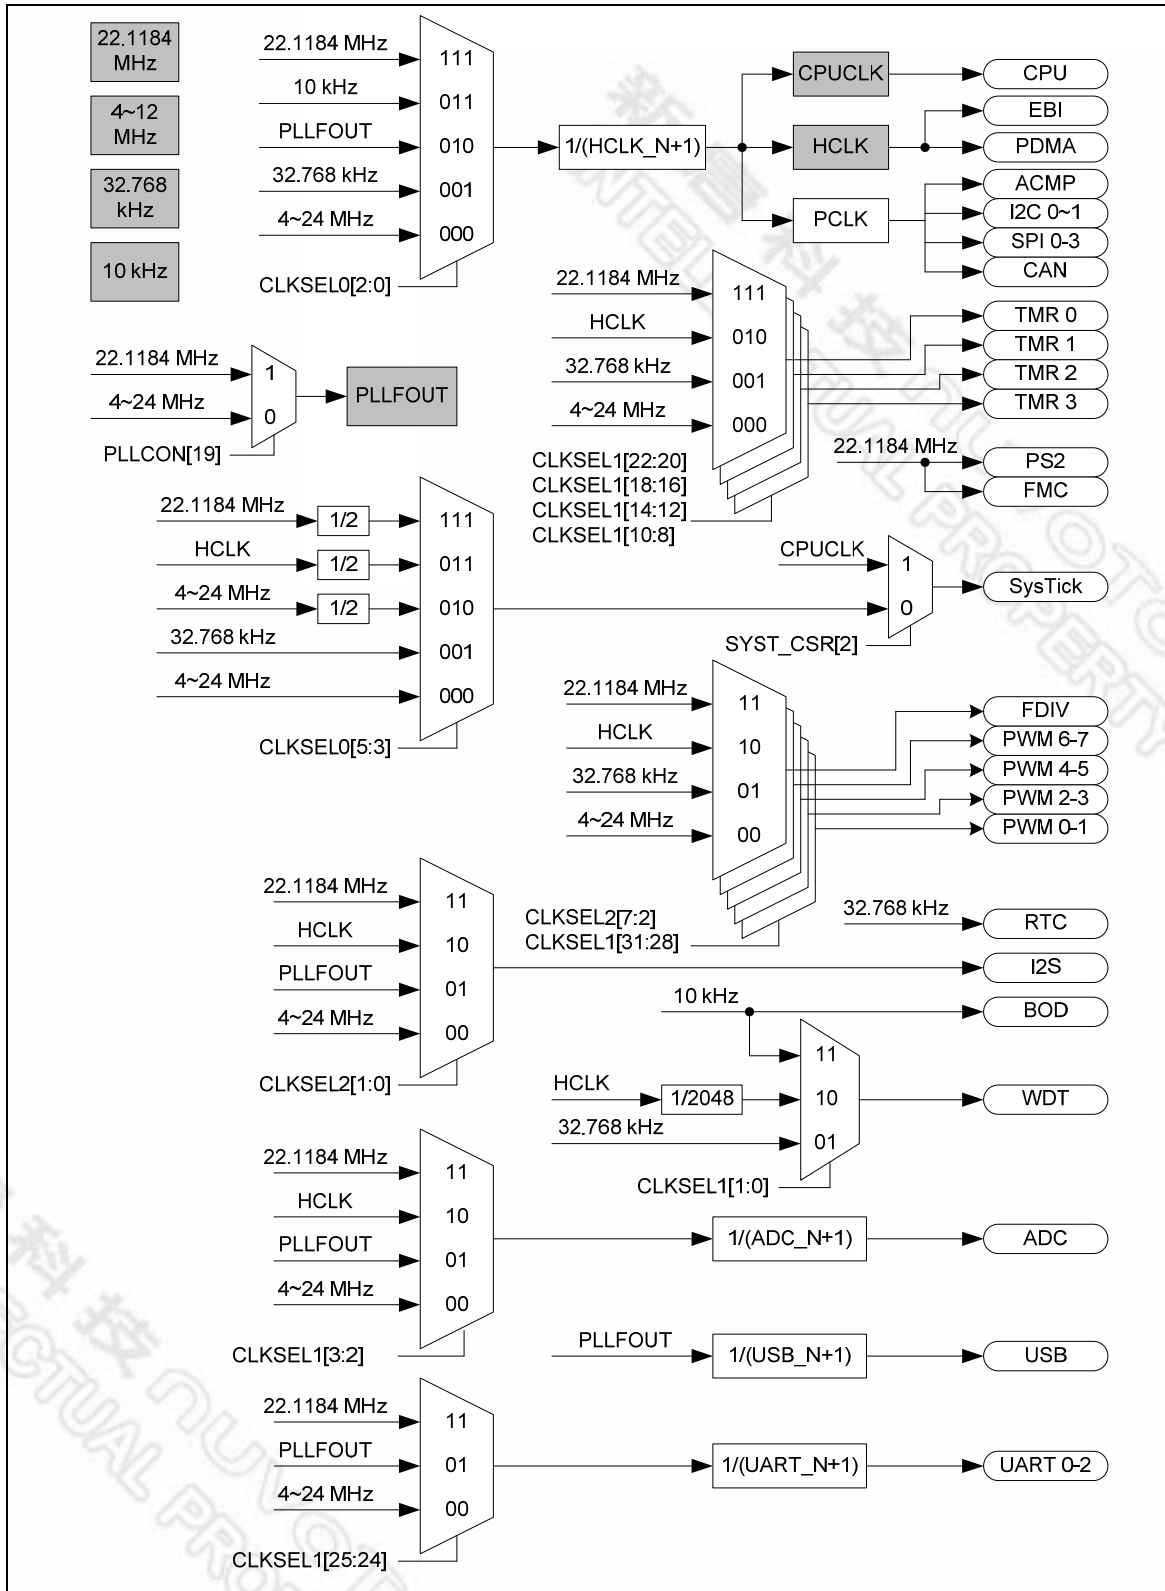 22.1184
MHz
4~12
MHz
32.768
kHz
10 kHz
22.1184 MHz
10 kHz
PLLFOUT
32.768 kHz
4~24 MHz
111
011
010
001
000
CLKSEL0[2:0]
1/(HCLK_N+1)
CPUCLK
HCLK
PCLK
CPU
EBI
PDMA
ACMP
I2C 0~1
SPI 0-3
CAN
22.1184 MHz
HCLK
32.768 kHz
4~24 MHz
111
010
001
000
CLKSEL1[22:20]
CLKSEL1[18:16]
CLKSEL1[14:12]
CLKSEL1[10:8]
TMR 0
TMR 1
TMR 2
TMR 3
22.1184 MHz
4~24 MHz
1
0
PLLCON[19]
PLLFOUT
22.1184 MHz
PS2
FMC
22.1184 MHz
HCLK
4~24 MHz
32.768 kHz
4~24 MHz
1/2
1/2
1/2
111
011
010
001
000
CLKSEL0[5:3]
CPUCLK
1
0
SYST_CSR[2]
SysTick
22.1184 MHz
HCLK
32.768 kHz
4~24 MHz
11
10
01
00
CLKSEL2[7:2]
CLKSEL1[31:28]
FDIV
PWM 6-7
PWM 4-5
PWM 2-3
PWM 0-1
32.768 kHz
RTC
22.1184 MHz
HCLK
PLLFOUT
4~24 MHz
11
10
01
00
CLKSEL2[1:0]
I2S
10 kHz
BOD
HCLK
1/2048
32.768 kHz
11
10
01
CLKSEL1[1:0]
WDT
22.1184 MHz
HCLK
PLLFOUT
4~24 MHz
11
10
01
00
CLKSEL1[3:2]
1/(ADC_N+1)
ADC
PLLFOUT
1/(USB_N+1)
USB
22.1184 MHz
PLLFOUT
4~24 MHz
11
01
00
CLKSEL1[25:24]
1/(UART_N+1)
UART 0-2